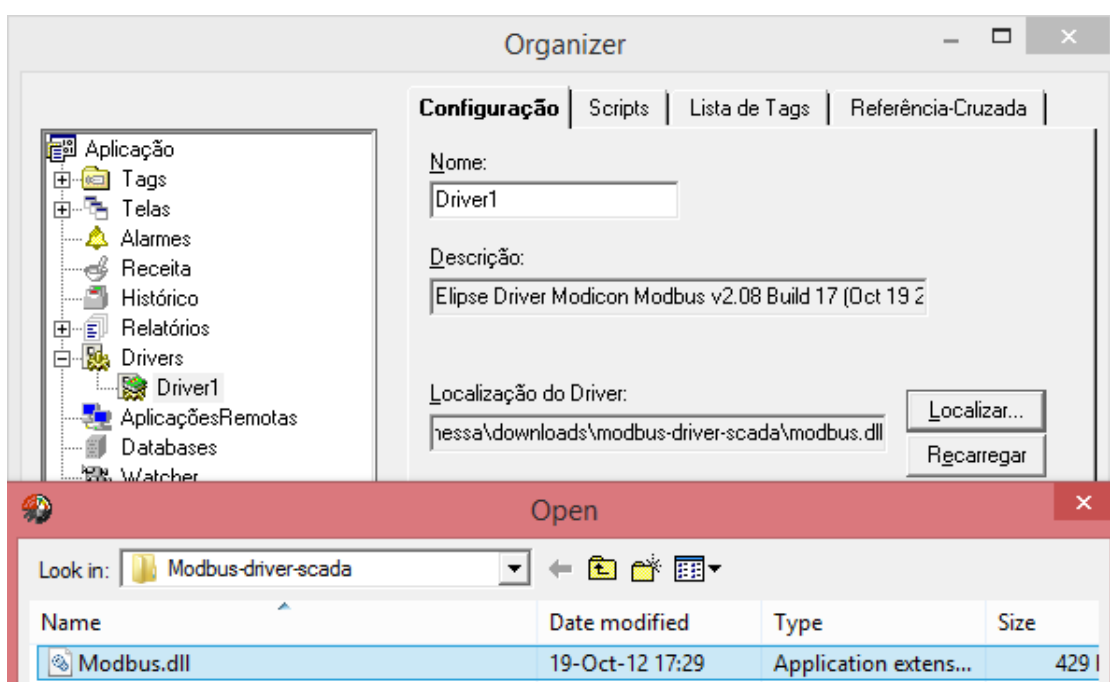 Organizer
Configuração Scripts Lista de Tags Referência-Cruzada
Aplicação
Tags
Telas
Alarmes
Receita
Histórico
Relatórios
Drivers
Driver1
AplicaçõesRemotas
Databases
Watcher
Nome:
Driver1
Descrição:
Elipse Driver Modicon Modbus v2.08 Build 17 (Oct 19 2
Localização do Driver:
nessa\downloads\modbus-driver-scada\modbus.dll
Localizar...
Recarregar
Open
Look in: Modbus-driver-scada
Name Date modified Type Size
Modbus.dll 19-Oct-12 17:29 Application extens... 429